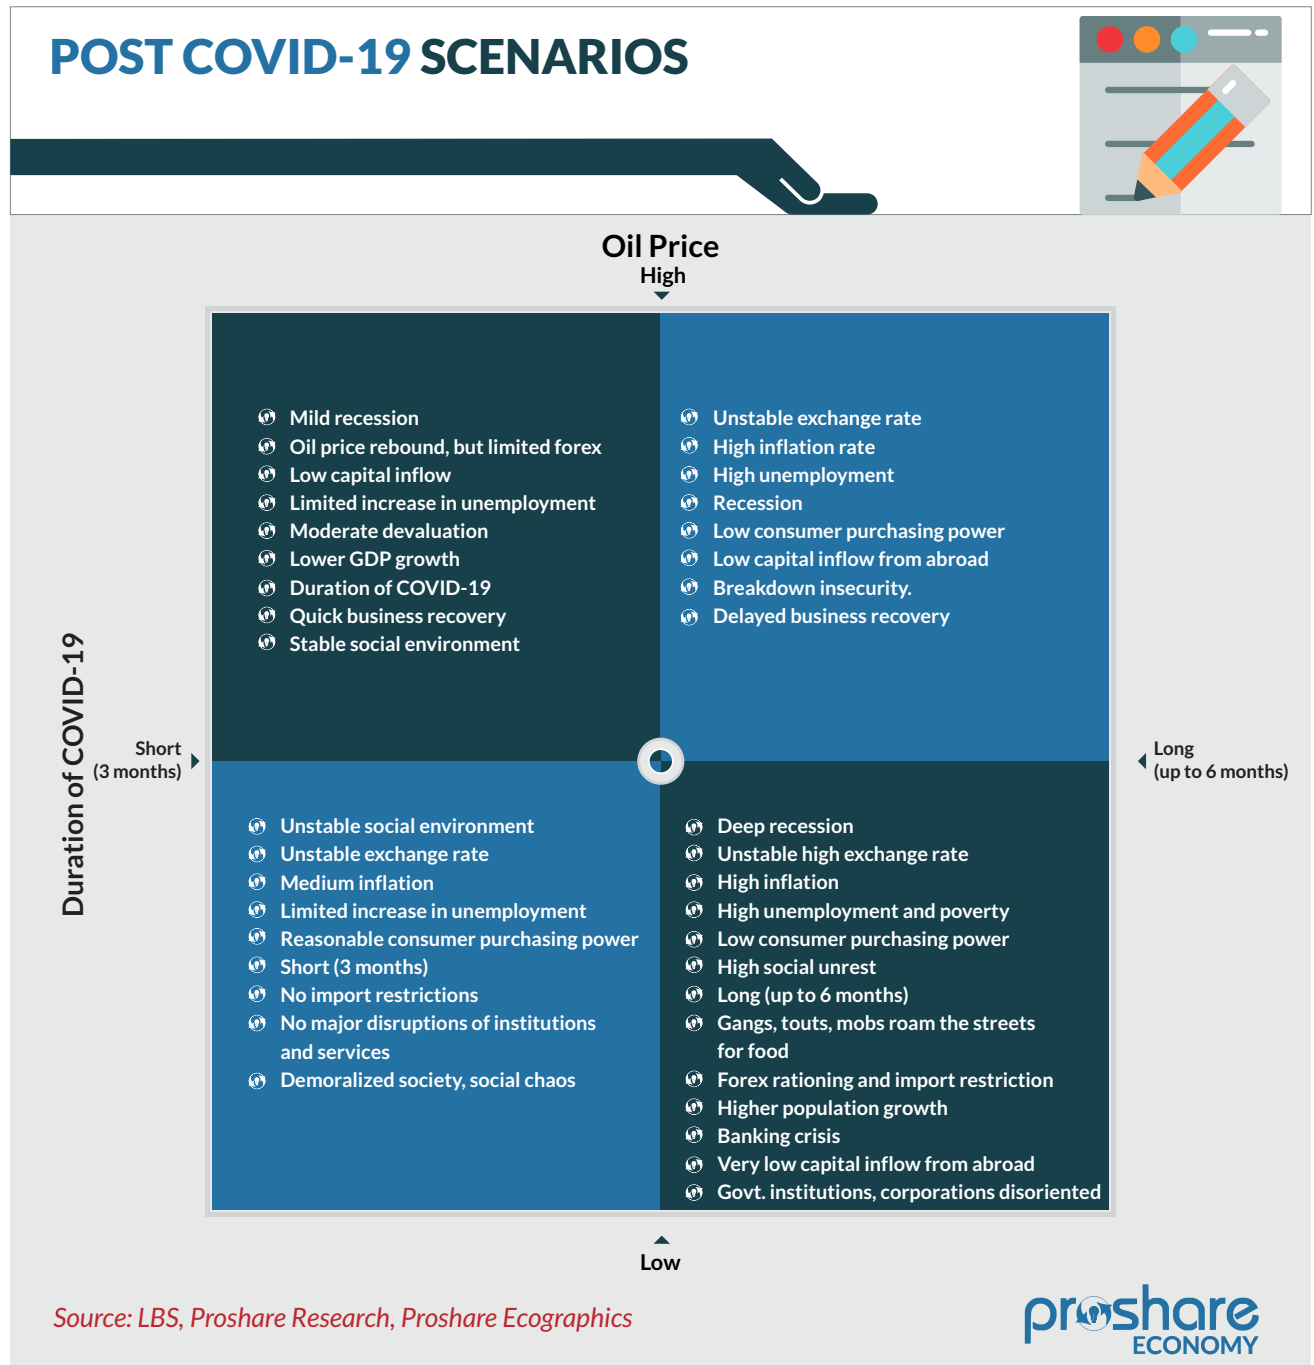 POST COVID-19 SCENARIOS
Oil Price
High
Mild recession
Oil price rebound, but limited forex
Low capital inflow
Limited increase in unemployment
Moderate devaluation
Lower GDP growth
Duration of COVID-19
Quick business recovery
Stable social environment
Unstable exchange rate
High inflation rate
High unemployment
Recession
Low consumer purchasing power
Low capital inflow from abroad
Breakdown insecurity.
Delayed business recovery
Duration of COVID-19
Short
(3 months)
Long
(up to 6 months)
Unstable social environment
Unstable exchange rate
Medium inflation
Limited increase in unemployment
Reasonable consumer purchasing power
Short (3 months)
No import restrictions
No major disruptions of institutions
and services
Demoralized society, social chaos
Deep recession
Unstable high exchange rate
High inflation
High unemployment and poverty
Low consumer purchasing power
High social unrest
Long (up to 6 months)
Gangs, touts, mobs roam the streets
for food
Forex rationing and import restriction
Higher population growth
Banking crisis
Very low capital inflow from abroad
Govt. institutions, corporations disoriented
Low
Source: LBS, Proshare Research, Proshare Ecographics
proshare
ECONOMY